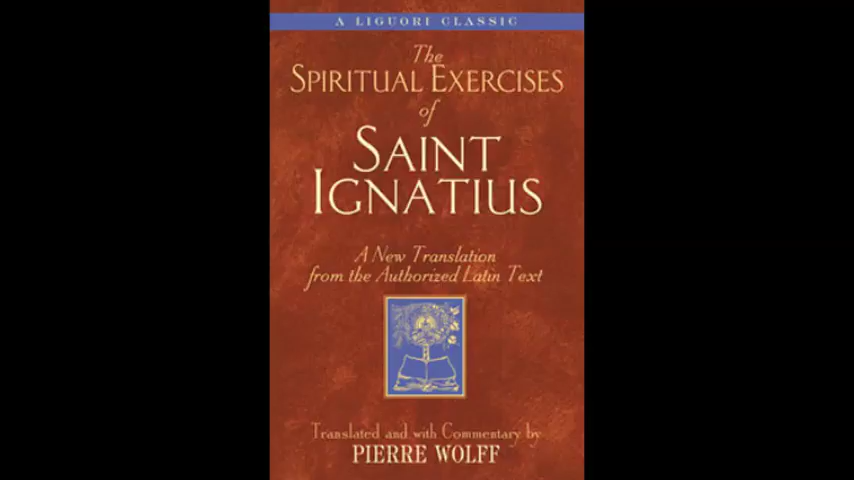 A LIGUORI CLASSIC
The
SPIRITUAL EXERCISES
of
SAINT
IGNATIUS
A New Translation
from the Authorized Latin Text
Translated and with Commentary by
PIERRE WOLFF